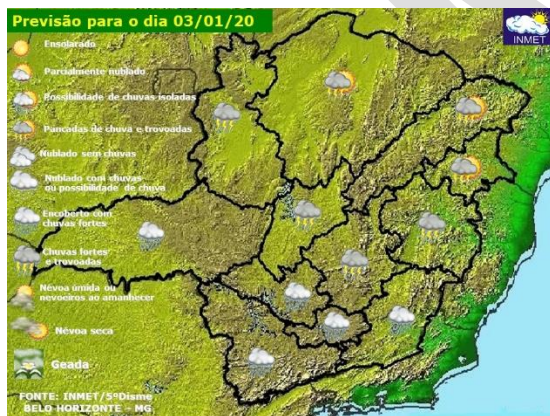 Previsão para o dia 03/01/20
INMET
Ensolarado
Parcialmente nublado
Possibilidade de chuvas isoladas
Pancadas de chuva e trovoadas
Nublado sem chuvas
Nublado com chuvas
ou possibilidade de chuva
Encoberto com
chuvas fortes
Chuvas fortes
e trovoadas
Névoa úmida ou
nevoeiros ao amanhecer
Névoa seca
Geada
FONTE: INMET/5ºDisme
BELO HORIZONTE - MG